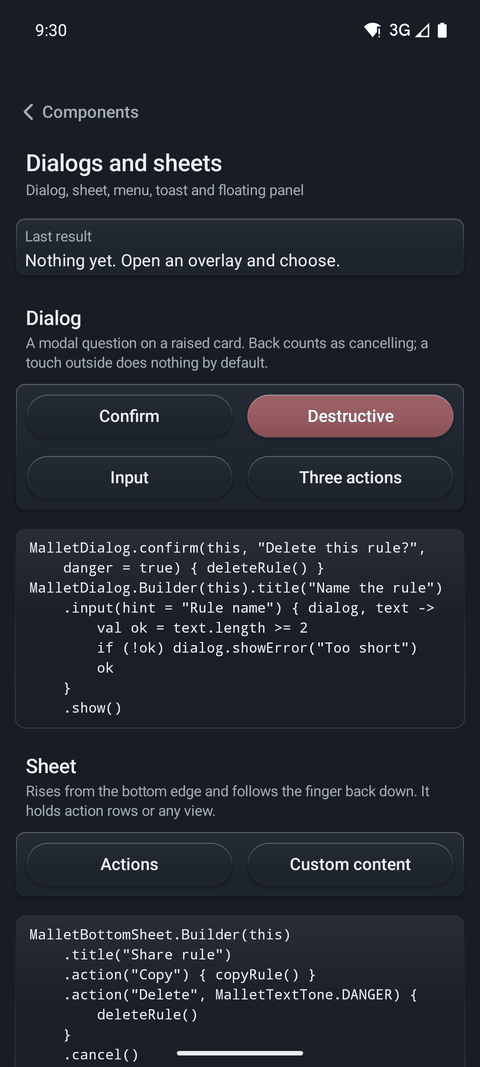 9:30
3G
Components
Dialogs and sheets
Dialog, sheet, menu, toast and floating panel
Last result
Nothing yet. Open an overlay and choose.
Dialog
A modal question on a raised card. Back counts as cancelling; a
touch outside does nothing by default.
Confirm
Destructive
Input
Three actions
MalletDialog.confirm(this, "Delete this rule?",
    danger = true) { deleteRule() }
MalletDialog.Builder(this).title("Name the rule")
    .input(hint = "Rule name") { dialog, text ->
        val ok = text.length >= 2
        if (!ok) dialog.showError("Too short")
        ok
    }
    .show()
Sheet
Rises from the bottom edge and follows the finger back down. It
holds action rows or any view.
Actions
Custom content
MalletBottomSheet.Builder(this)
    .title("Share rule")
    .action("Copy") { copyRule() }
    .action("Delete", MalletTextTone.DANGER) {
        deleteRule()
    }
    .cancel()